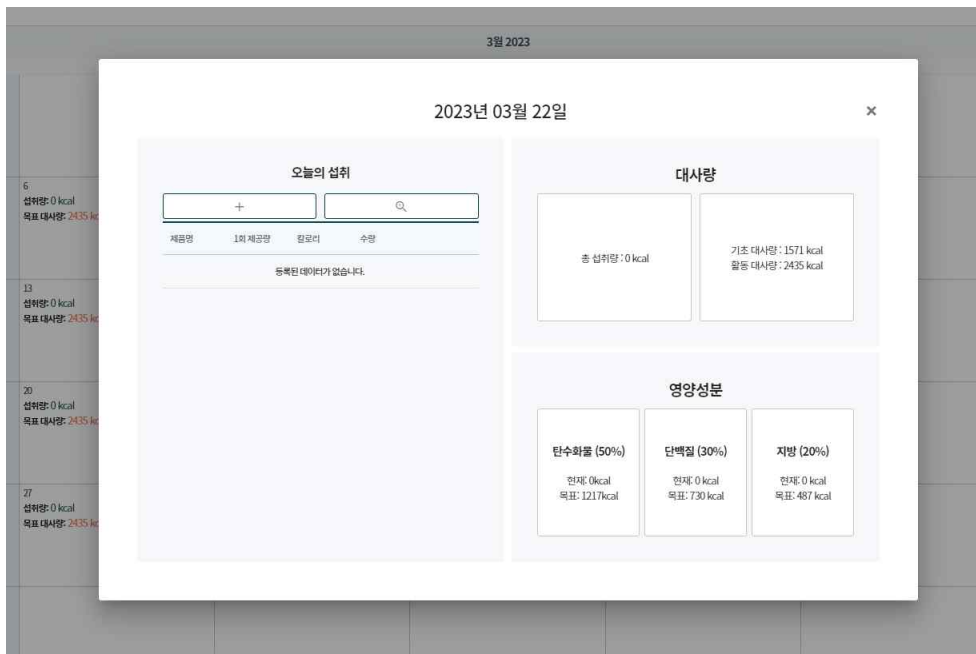 3월 2023
2023년 03월 22일
×
오늘의 섭취
+
제품명 1회 제공량 칼로리 수량
등록된 데이터가 없습니다.
대사량
총 섭취량 : 0 kcal
기초 대사량 : 1571 kcal
활동 대사량 : 2435 kcal
영양성분
탄수화물 (50%)
현재: 0kcal
목표: 1217kcal
단백질 (30%)
현재: 0 kcal
목표: 730 kcal
지방 (20%)
현재: 0 kcal
목표: 487 kcal
6
섭취량: 0 kcal
목표 대사량: 2435 kc
13
섭취량: 0 kcal
목표 대사량: 2435 kc
20
섭취량: 0 kcal
목표 대사량: 2435 kc
27
섭취량: 0 kcal
목표 대사량: 2435 kc